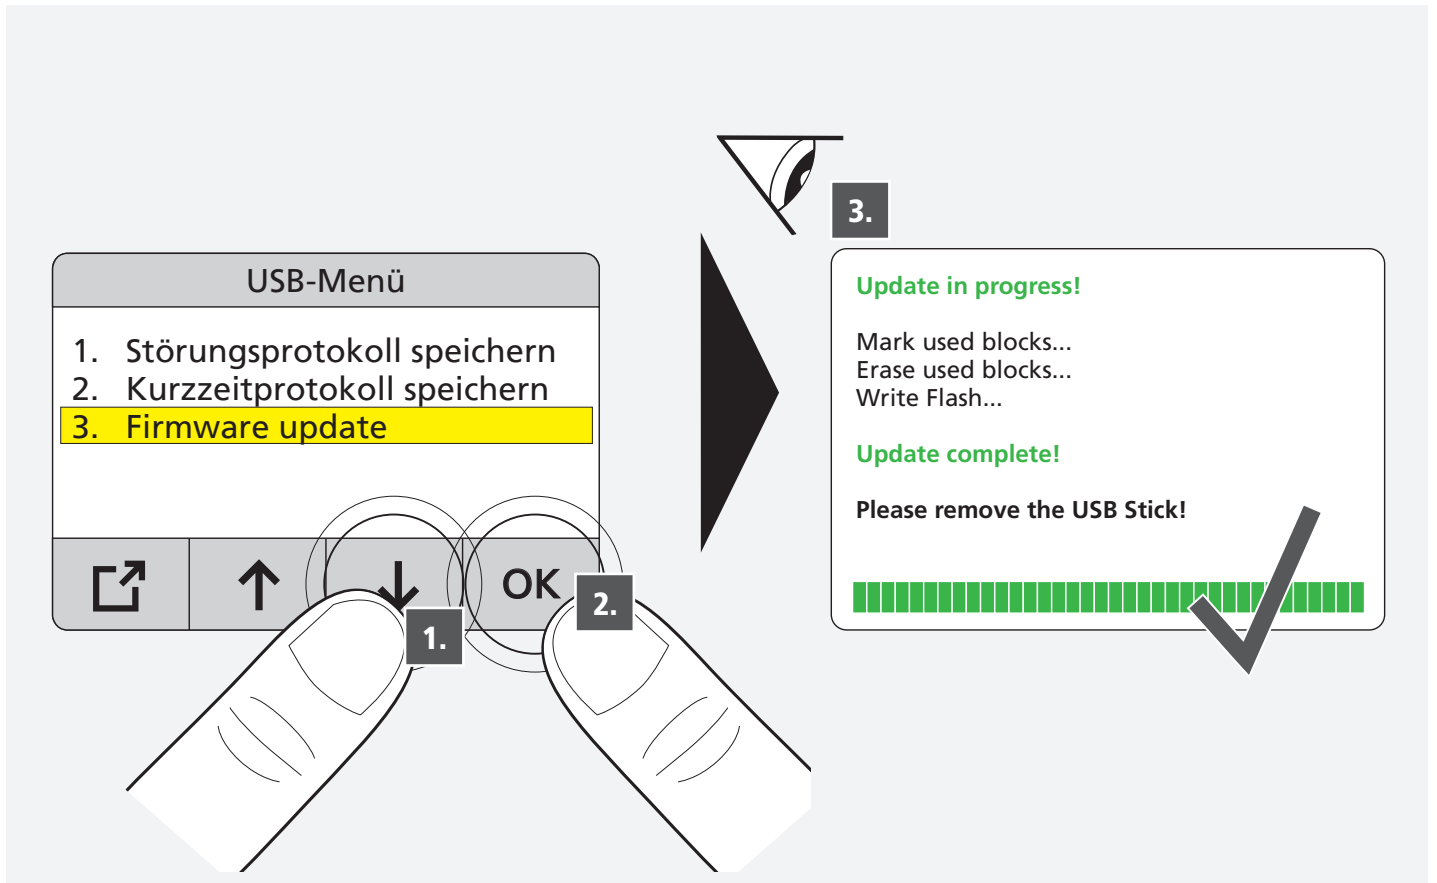 USB-Menü
1. Störungsprotokoll speichern
2. Kurzzeitprotokoll speichern
3. Firmware update
OK
1.
2.
3.
Update in progress!
Mark used blocks...
Erase used blocks...
Write Flash...
Update complete!
Please remove the USB Stick!